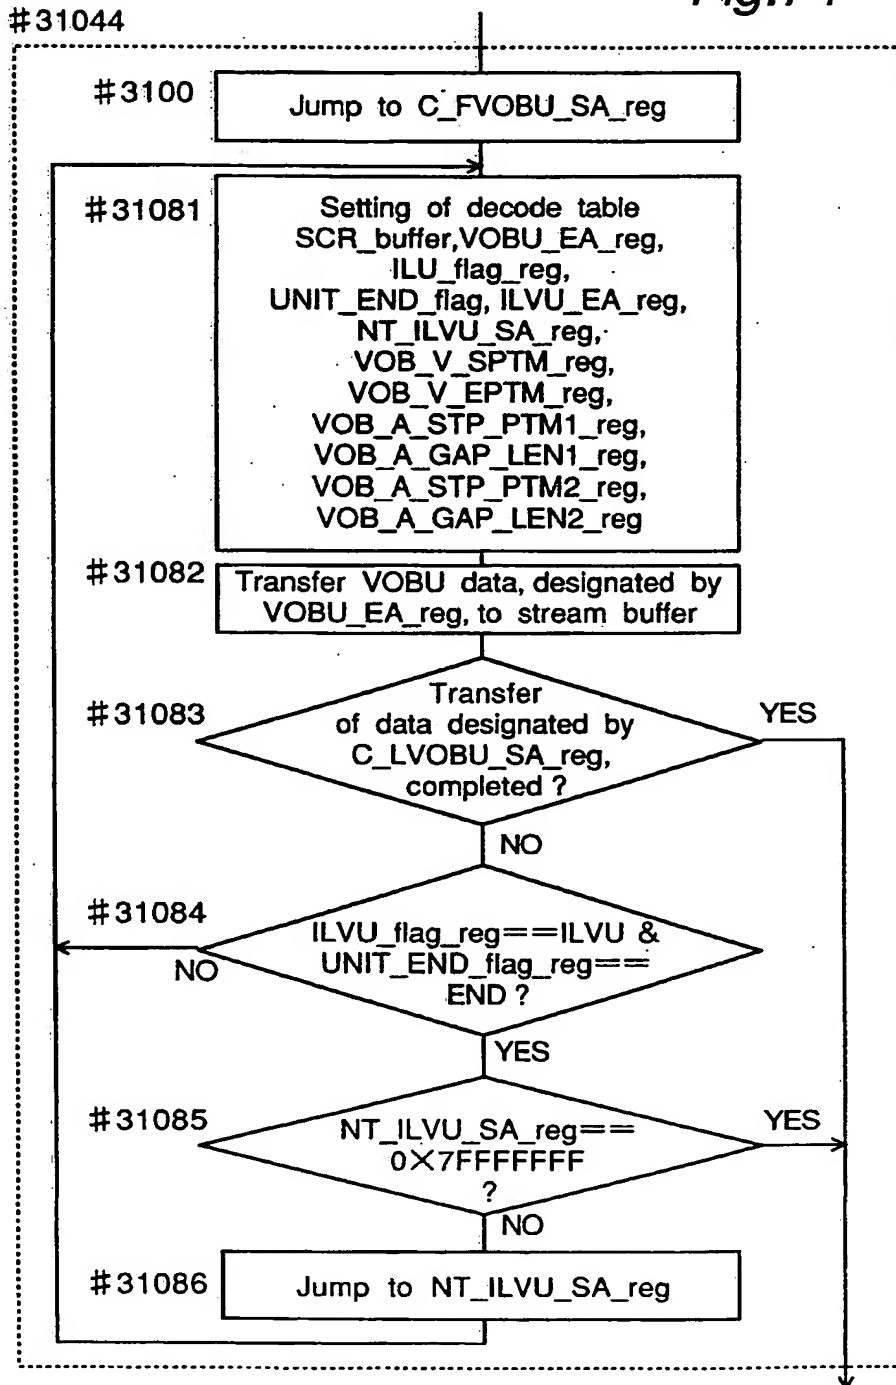 #31044
#3100
Jump to C_FVOBU_SA_reg
#31081
Setting of decode table
SCR_buffer,VOBU_EA_reg,
ILU_flag_reg,
UNIT_END_flag, ILVU_EA_reg,
NT_ILVU_SA_reg,
VOB_V_SPTM_reg,
VOB_V_EPTM_reg,
VOB_A_STP_PTM1_reg,
VOB_A_GAP_LEN1_reg,
VOB_A_STP_PTM2_reg,
VOB_A_GAP_LEN2_reg
#31082
Transfer VOBU data, designated by
VOBU_EA_reg, to stream buffer
#31083
Transfer
of data designated by
C_LVOBU_SA_reg,
completed ?
YES
NO
#31084
ILVU_flag_reg==ILVU &
UNIT_END_flag_reg==
END ?
NO
YES
#31085
NT_ILVU_SA_reg==
0X7FFFFFFF
?
YES
NO
#31086
Jump to NT_ILVU_SA_reg